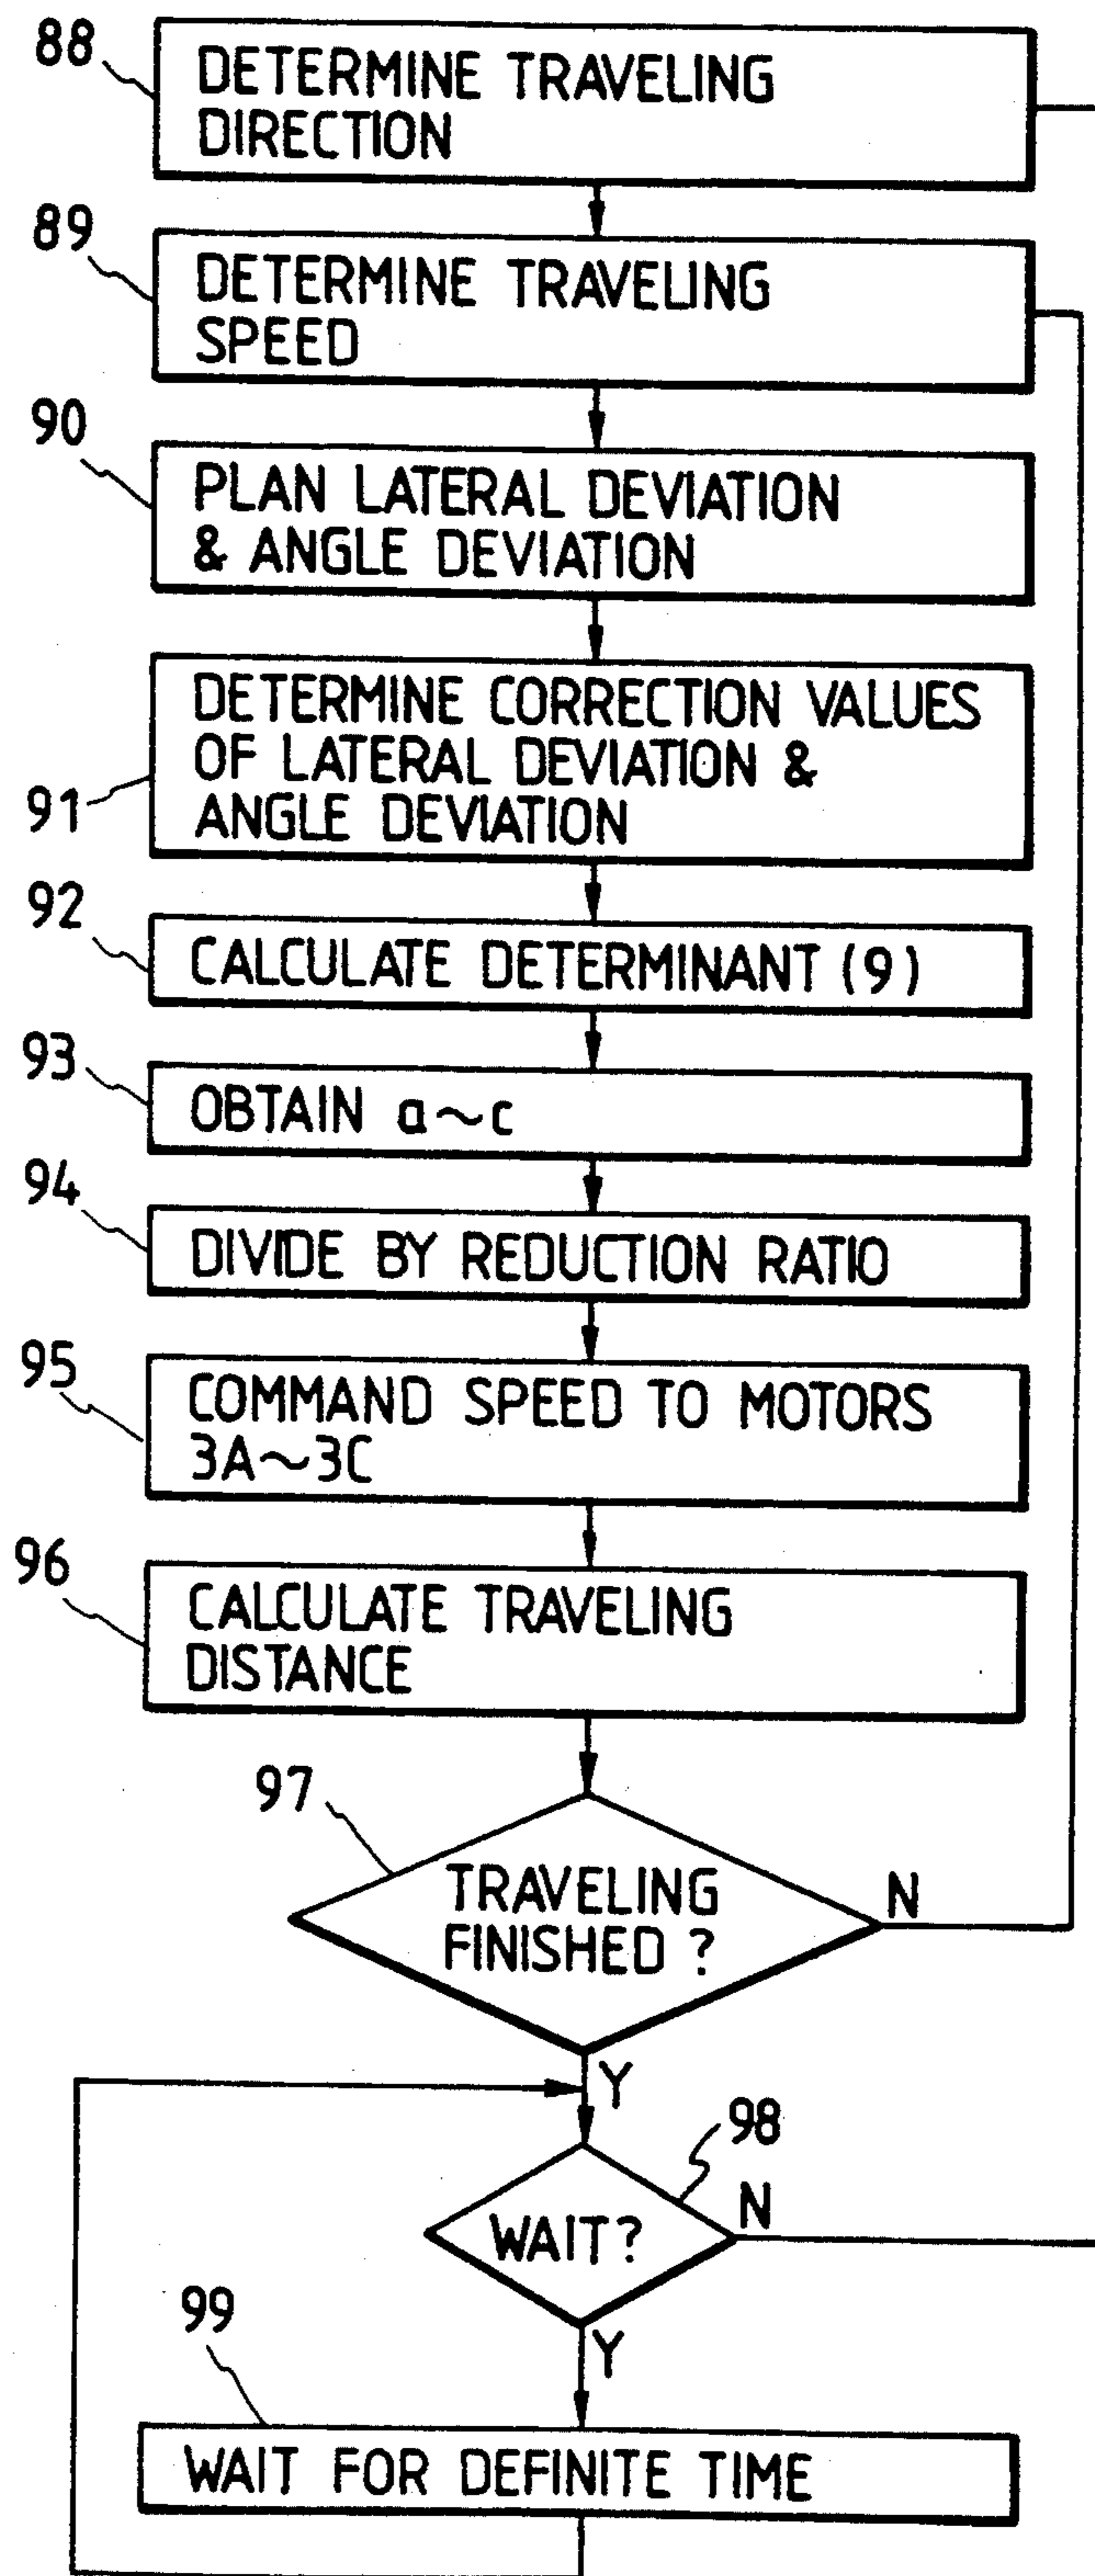 88
DETERMINE TRAVELING
DIRECTION
89
DETERMINE TRAVELING
SPEED
90
PLAN LATERAL DEVIATION
& ANGLE DEVIATION
91
DETERMINE CORRECTION VALUES
OF LATERAL DEVIATION &
ANGLE DEVIATION
92
CALCULATE DETERMINANT (9)
93
OBTAIN a~c
94
DIVIDE BY REDUCTION RATIO
95
COMMAND SPEED TO MOTORS
3A~3C
96
CALCULATE TRAVELING
DISTANCE
97
TRAVELING
FINISHED ?
N
Y
98
WAIT?
N
Y
99
WAIT FOR DEFINITE TIME